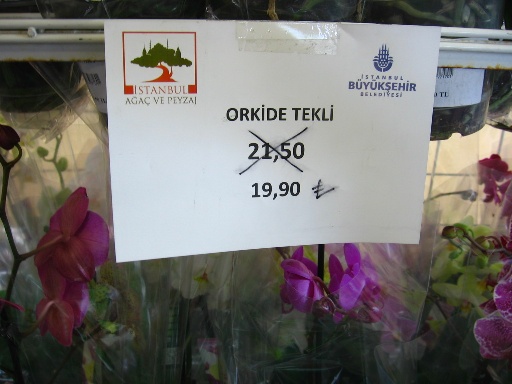 İSTANBUL
AĞAÇ VE PEYZAJ
İSTANBUL
BÜYÜKŞEHİR
BELEDİYESİ
ORKİDE TEKLİ
21,50
19,90 ₺